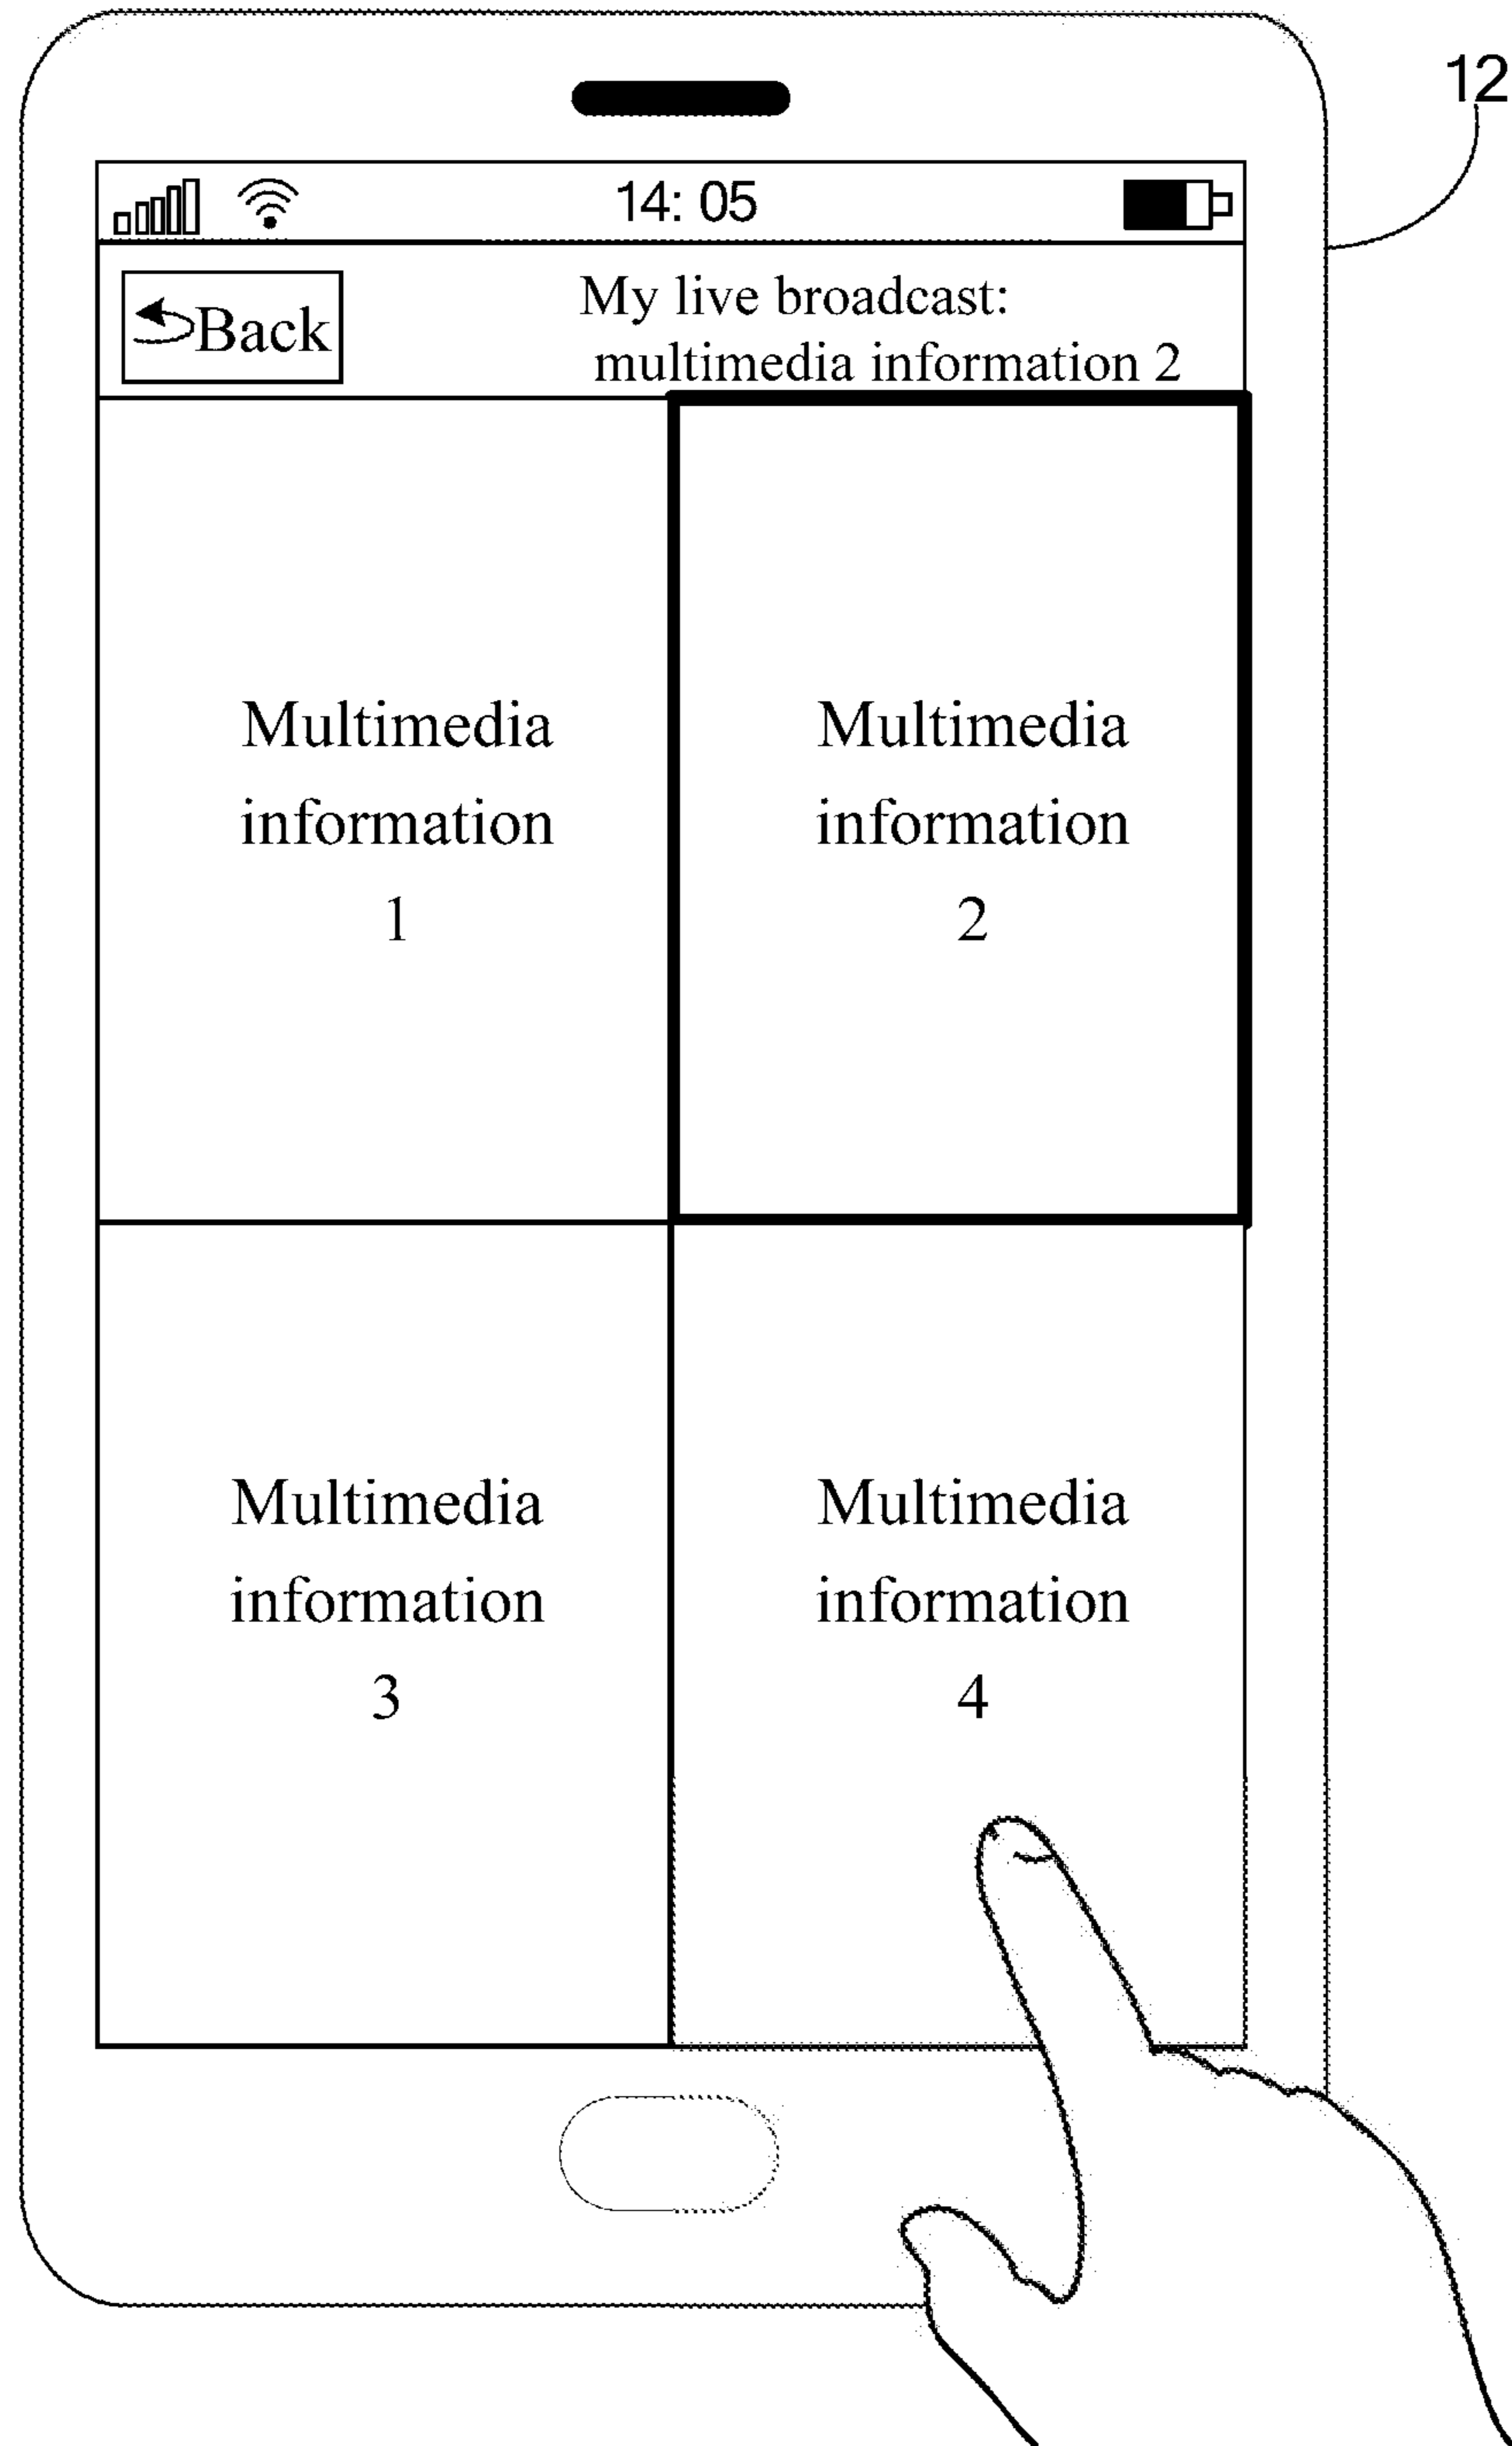 12
14: 05
Back
My live broadcast:
multimedia information 2
Multimedia
information
1
Multimedia
information
2
Multimedia
information
3
Multimedia
information
4